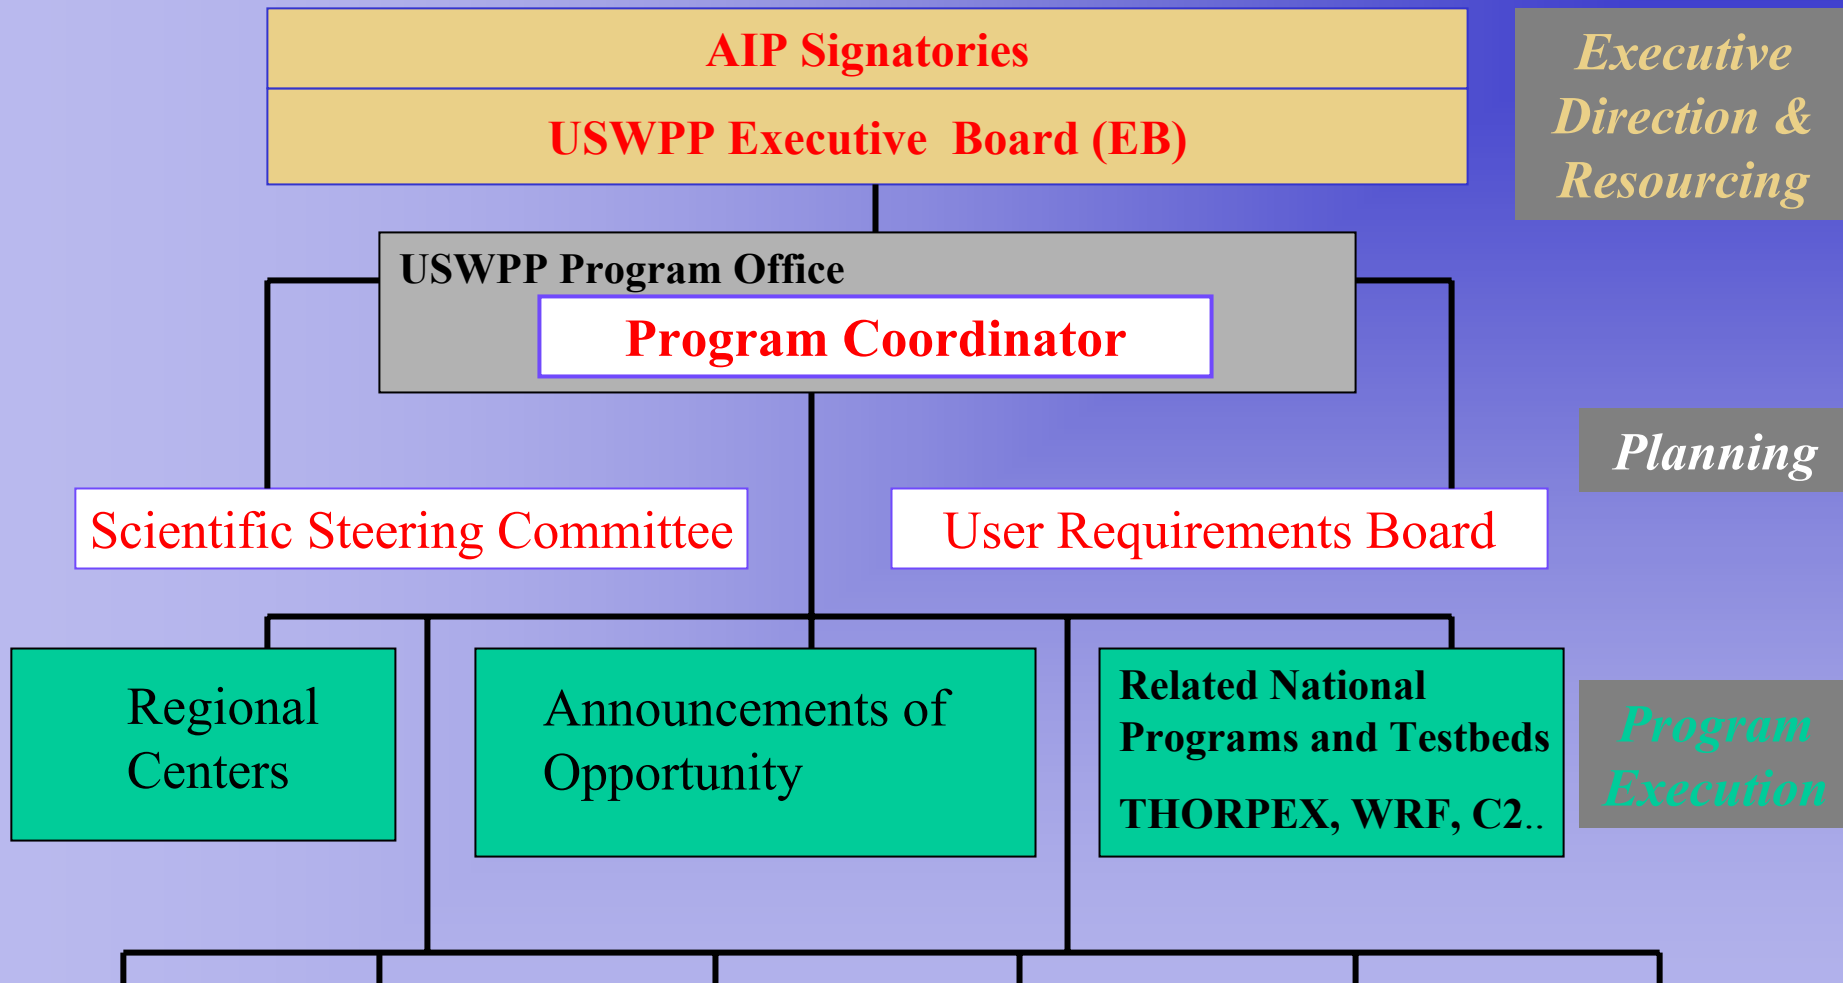 AIP Signatories
USWPP Executive Board (EB)
Executive
Direction &
Resourcing
USWPP Program Office
Program Coordinator
Planning
Scientific Steering Committee
User Requirements Board
Regional
Centers
Announcements of
Opportunity
Related National
Programs and Testbeds
THORPEX, WRF, C2..
Program
Execution